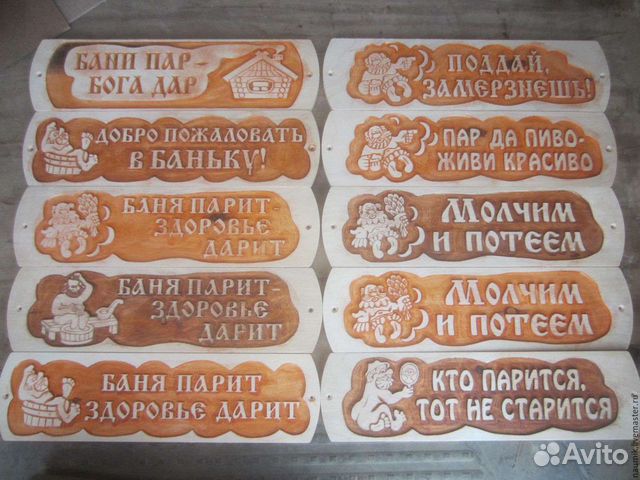 БАНИ ПАР -
БОГА ДАР
ДОБРО ПОЖАЛОВАТЬ
В БАНЬКУ!
БАНЯ ПАРИТ -
ЗДОРОВЬЕ
ДАРИТ
БАНЯ ПАРИТ -
ЗДОРОВЬЕ
ДАРИТ
БАНЯ ПАРИТ
ЗДОРОВЬЕ ДАРИТ
ПОДДАЙ,
ЗАМЕРЗНЕШЬ!
ПАР ДА ПИВО-
ЖИВИ КРАСИВО
МОЛЧИМ
И ПОТЕЕМ
МОЛЧИМ
И ПОТЕЕМ
КТО ПАРИТСЯ,
ТОТ НЕ СТАРИТСЯ
Avito